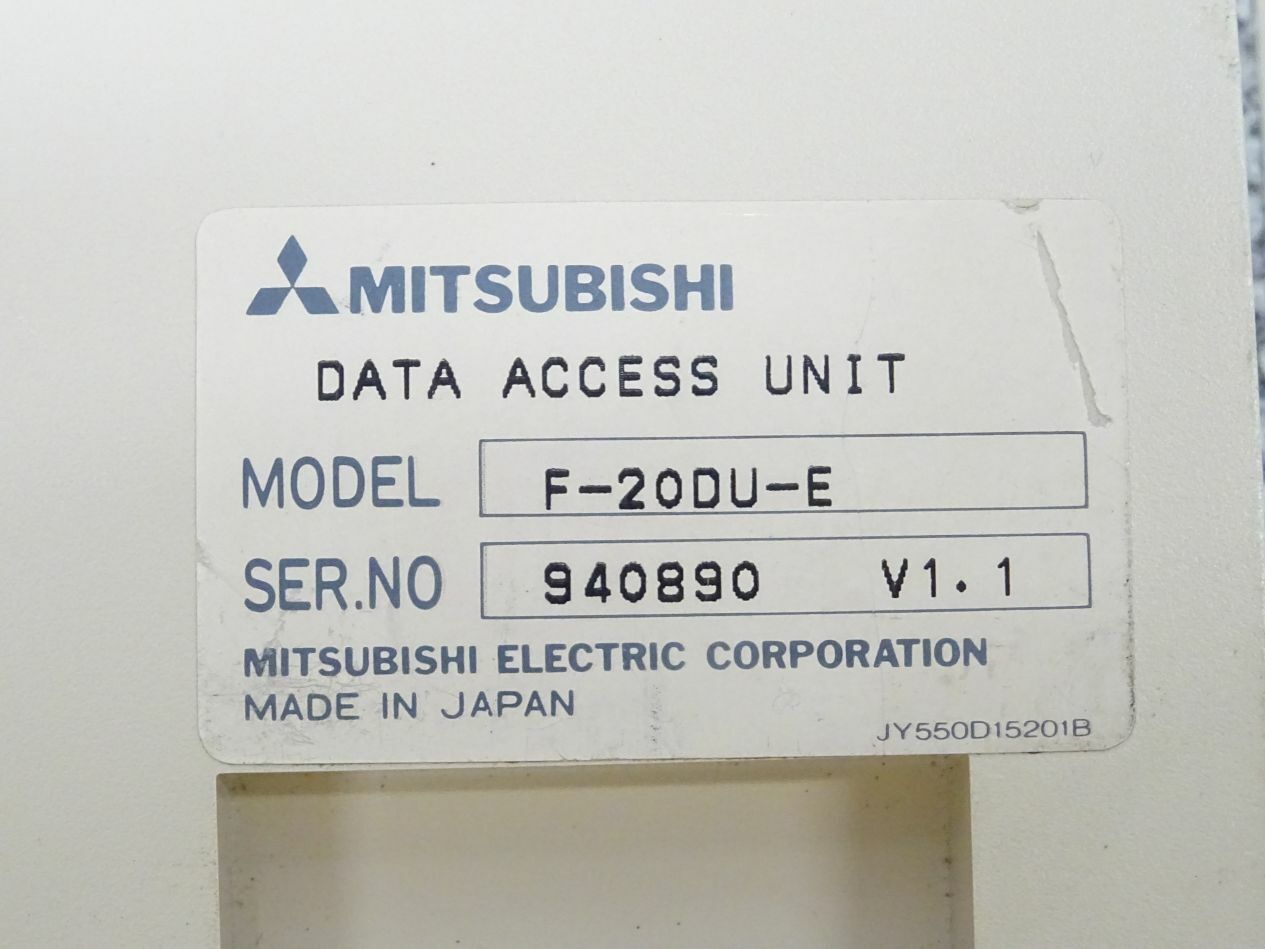 MITSUBISHI
DATA ACCESS UNIT
MODEL F-20DU-E
SER.NO 940890 V1.1
MITSUBISHI ELECTRIC CORPORATION
MADE IN JAPAN
JY550D15201B